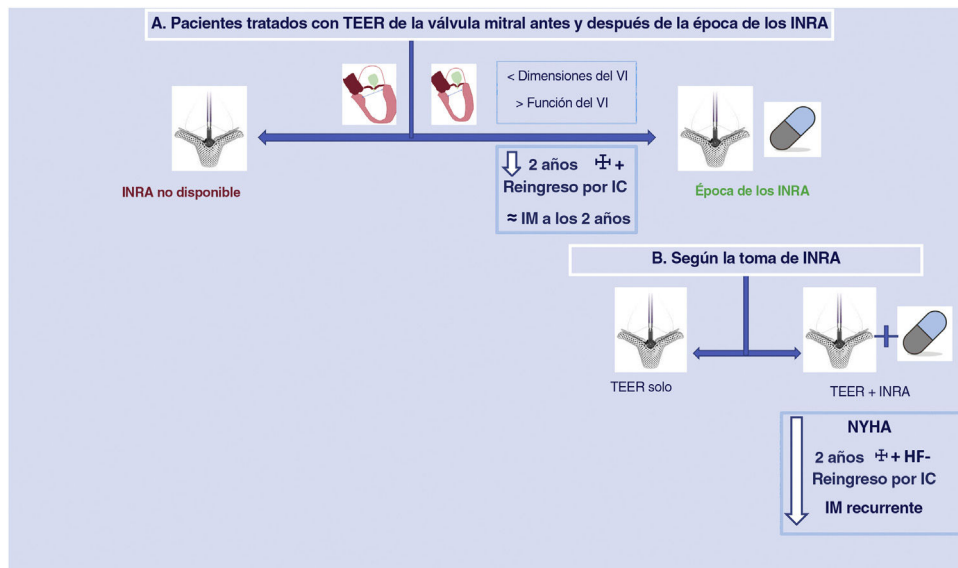 A. Pacientes tratados con TEER de la válvula mitral antes y después de la época de los INRA
< Dimensiones del VI
> Función del VI
INRA no disponible
2 años ✠ +
Reingreso por IC
≈ IM a los 2 años
Época de los INRA
B. Según la toma de INRA
TEER solo
TEER + INRA
NYHA
2 años ✠ + HF-
Reingreso por IC
IM recurrente